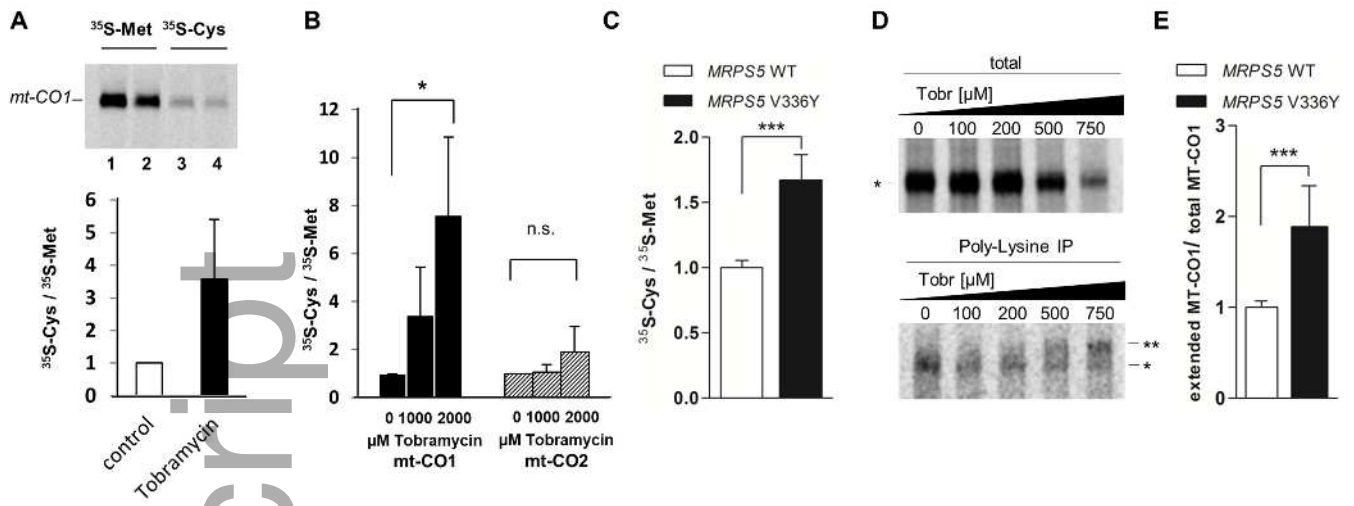 A
³⁵S-Met ³⁵S-Cys
mt-CO1
1 2 3 4
³⁵S-Cys / ³⁵S-Met
6
5
4
3
2
1
0
control
Tobramycin
B
³⁵S-Cys / ³⁵S-Met
12
10
8
6
4
2
0
*
n.s.
0 1000 2000
0 1000 2000
µM Tobramycin
µM Tobramycin
mt-CO1
mt-CO2
C
MRPS5 WT
MRPS5 V336Y
³⁵S-Cys / ³⁵S-Met
2.0
1.5
1.0
0.5
0.0
***
D
total
Tobr [µM]
0 100 200 500 750
*
Poly-Lysine IP
Tobr [µM]
0 100 200 500 750
**
*
E
MRPS5 WT
MRPS5 V336Y
extended MT-CO1/ total MT-CO1
3
2
1
0
***
cript